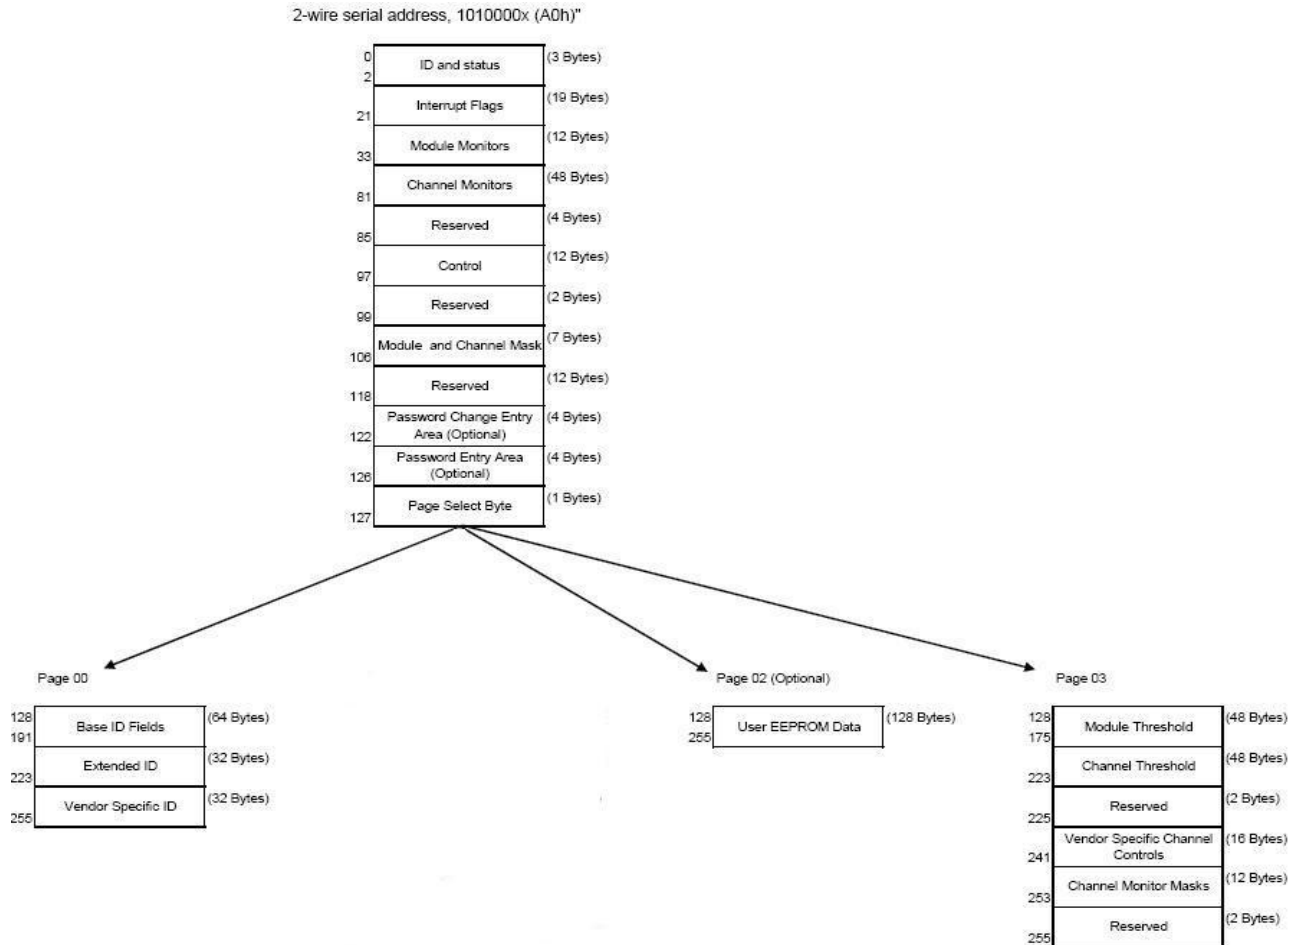 2-wire serial address, 1010000x (A0h)"
0
2
ID and status
(3 Bytes)
21
Interrupt Flags
(19 Bytes)
33
Module Monitors
(12 Bytes)
81
Channel Monitors
(48 Bytes)
85
Reserved
(4 Bytes)
97
Control
(12 Bytes)
99
Reserved
(2 Bytes)
106
Module and Channel Mask
(7 Bytes)
118
Reserved
(12 Bytes)
122
Password Change Entry
Area (Optional)
(4 Bytes)
126
Password Entry Area
(Optional)
(4 Bytes)
127
Page Select Byte
(1 Bytes)
Page 00
128
191
Base ID Fields
(64 Bytes)
223
Extended ID
(32 Bytes)
255
Vendor Specific ID
(32 Bytes)
Page 02 (Optional)
128
255
User EEPROM Data
(128 Bytes)
Page 03
128
175
Module Threshold
(48 Bytes)
223
Channel Threshold
(48 Bytes)
225
Reserved
(2 Bytes)
241
Vendor Specific Channel
Controls
(16 Bytes)
253
Channel Monitor Masks
(12 Bytes)
255
Reserved
(2 Bytes)